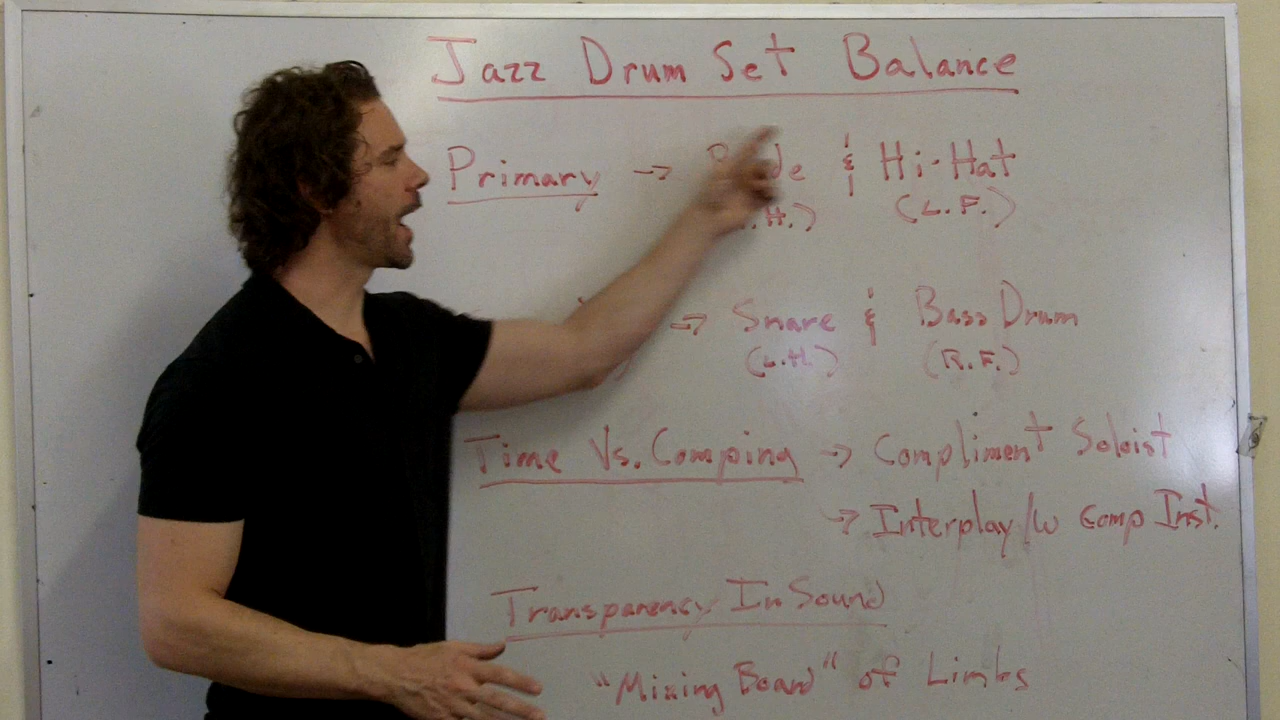 Jazz Drum Set Balance
Primary → & Hi-Hat
(L.F.)
→ Snare & Bass Drum
(L.H.) (R.F.)
Time Vs. Comping → Compliment Soloist
→ Interplay /w Comp Inst.
Transparency In Sound
"Mixing Board" of Limbs